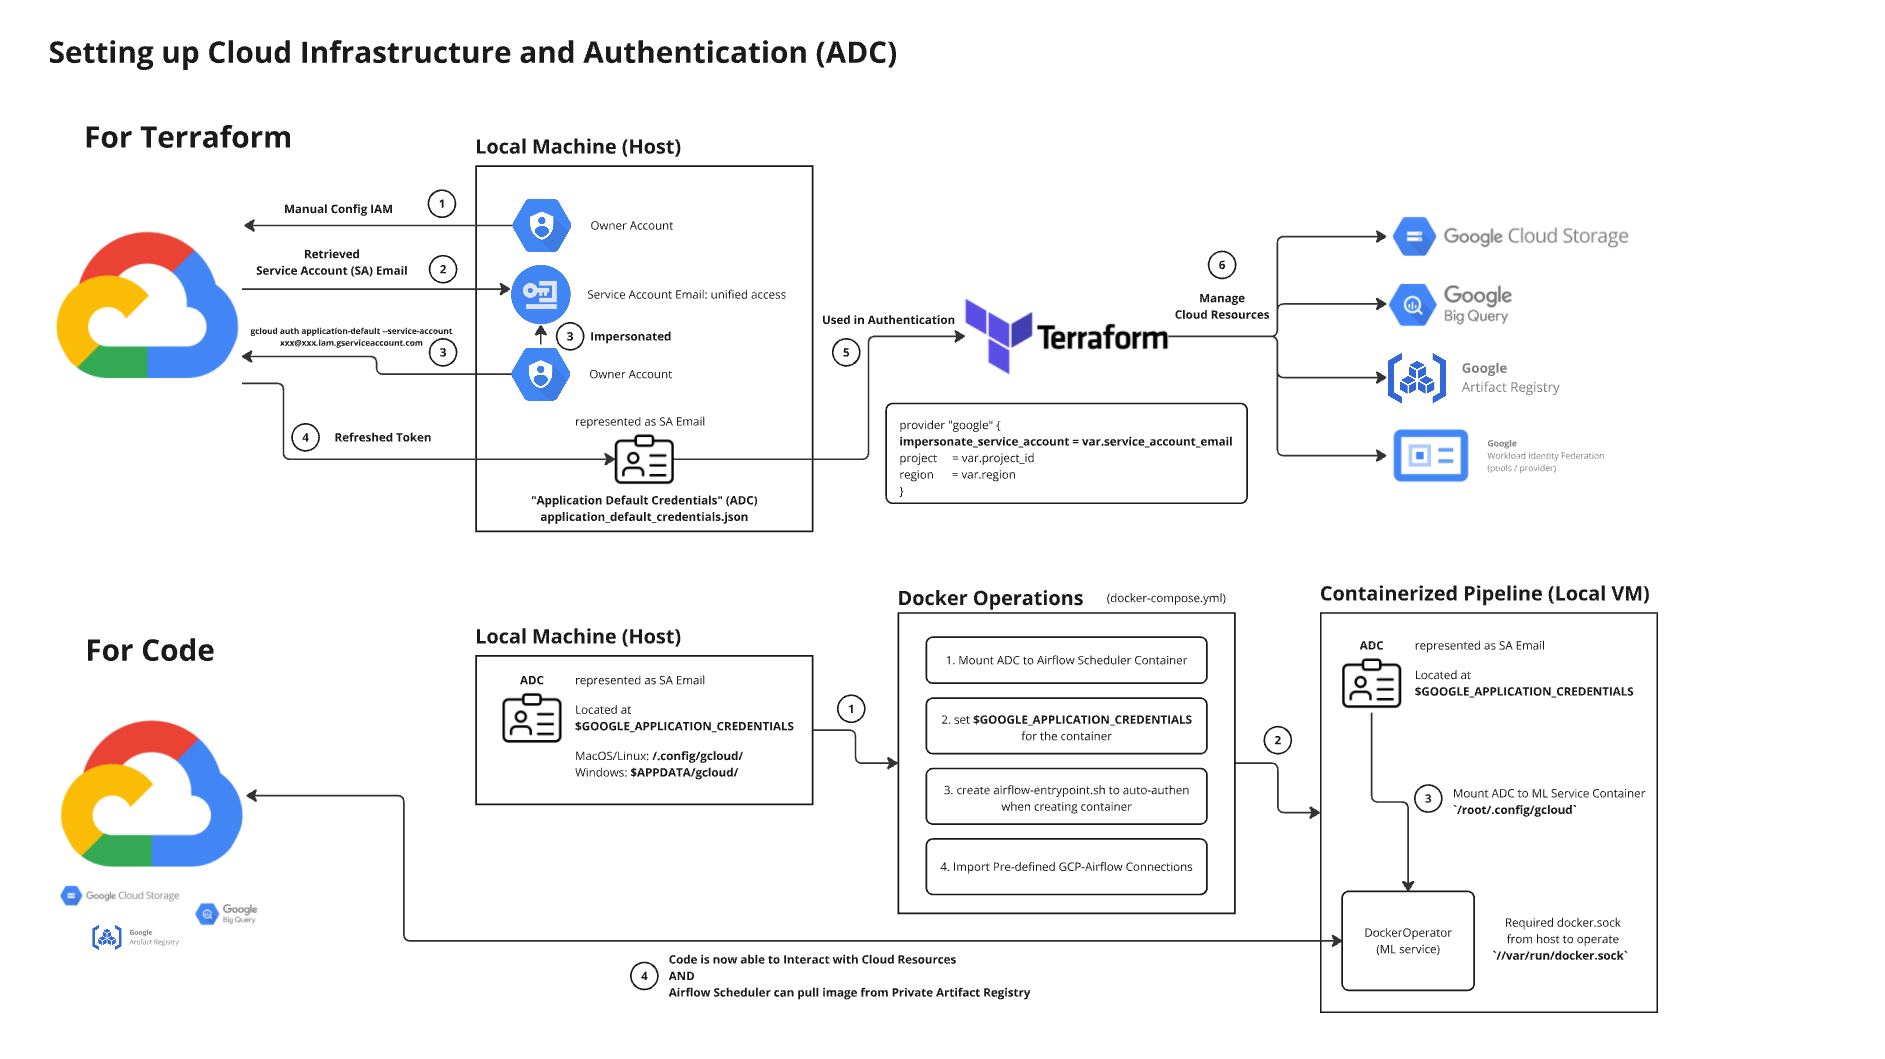 Setting up Cloud Infrastructure and Authentication (ADC)
For Terraform
Local Machine (Host)
Manual Config IAM
1
Owner Account
Retrieved
Service Account (SA) Email
2
Service Account Email: unified access
gcloud auth application-default --service-account
xxx@xxx.iam.gserviceaccount.com
3
3
Impersonated
Owner Account
4
Refreshed Token
represented as SA Email
"Application Default Credentials" (ADC)
application_default_credentials.json
Used in Authentication
5
Terraform
provider "google" {
impersonate_service_account = var.service_account_email
project = var.project_id
region = var.region
}
6
Manage
Cloud Resources
Google Cloud Storage
Google
Big Query
Google
Artifact Registry
Google
Workload Identity Federation
(pools / provider)
For Code
Local Machine (Host)
ADC
represented as SA Email
Located at
$GOOGLE_APPLICATION_CREDENTIALS
MacOS/Linux: /.config/gcloud/
Windows: $APPDATA/gcloud/
1
Docker Operations
(docker-compose.yml)
1. Mount ADC to Airflow Scheduler Container
2. set $GOOGLE_APPLICATION_CREDENTIALS
for the container
3. create airflow-entrypoint.sh to auto-authen
when creating container
4. Import Pre-defined GCP-Airflow Connections
2
Containerized Pipeline (Local VM)
ADC
represented as SA Email
Located at
$GOOGLE_APPLICATION_CREDENTIALS
3
Mount ADC to ML Service Container
`/root/.config/gcloud`
DockerOperator
(ML service)
Required docker.sock
from host to operate
`//var/run/docker.sock`
Google Cloud Storage
Google
Big Query
Google
Artifact Registry
4
Code is now able to Interact with Cloud Resources
AND
Airflow Scheduler can pull image from Private Artifact Registry